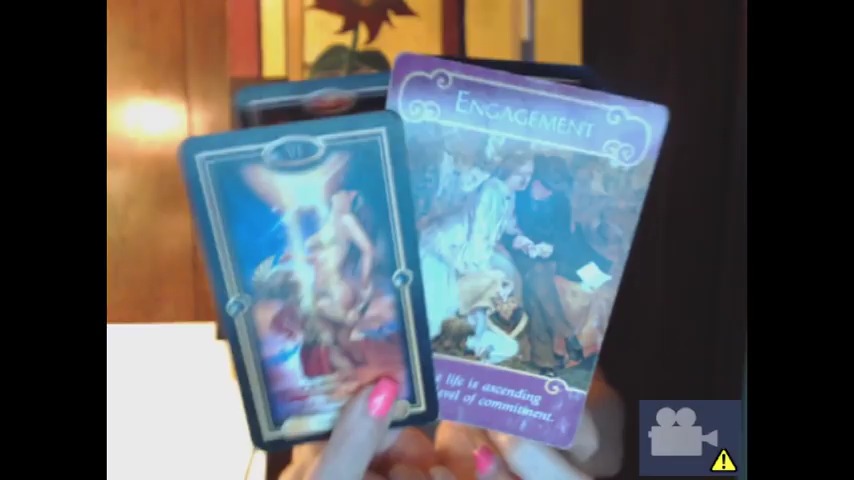 VI
ENGAGEMENT
life is ascending
level of commitment.